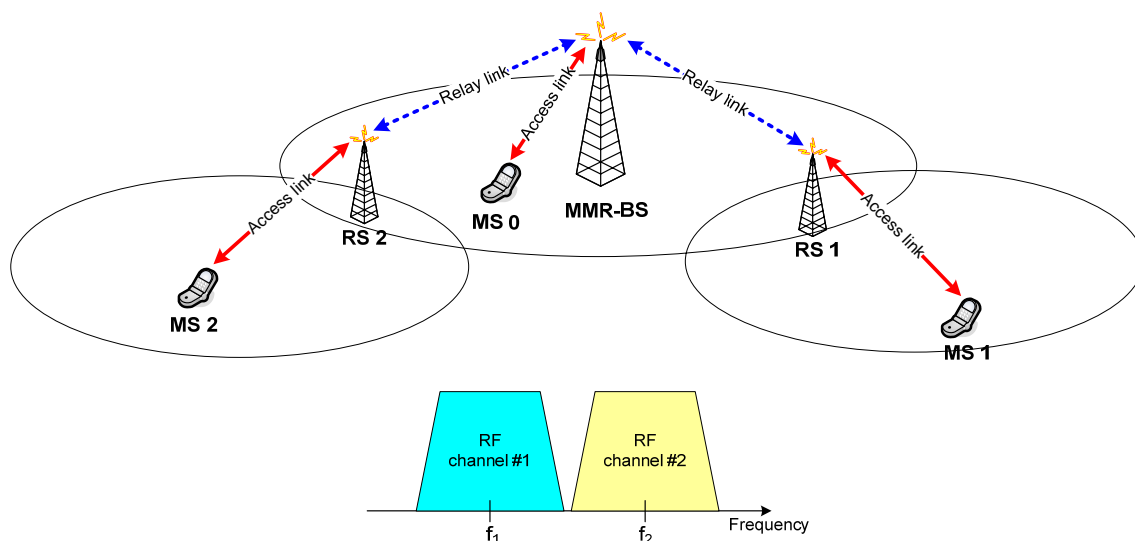 Relay link
Access link
Relay link
Access link
Access link
MS 0
MMR-BS
RS 2
RS 1
MS 2
MS 1
RF
channel #1
RF
channel #2
f1
f2
Frequency